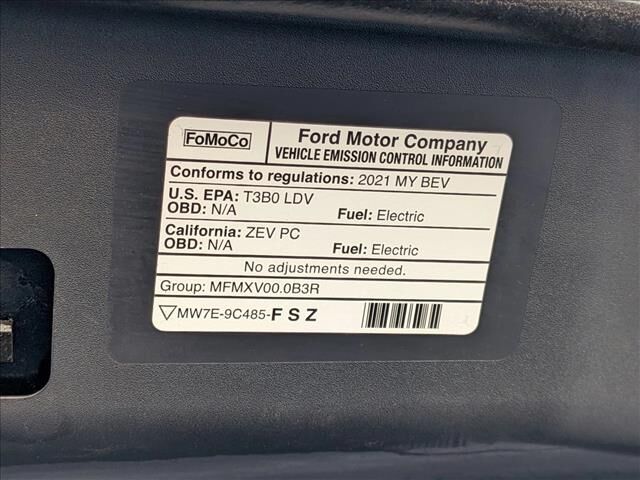 FoMoCo
Ford Motor Company
VEHICLE EMISSION CONTROL INFORMATION
Conforms to regulations: 2021 MY BEV
U.S. EPA: T3B0 LDV
OBD: N/A Fuel: Electric
California: ZEV PC
OBD: N/A Fuel: Electric
No adjustments needed.
Group: MFMXV00.0B3R
MW7E-9C485-F S Z